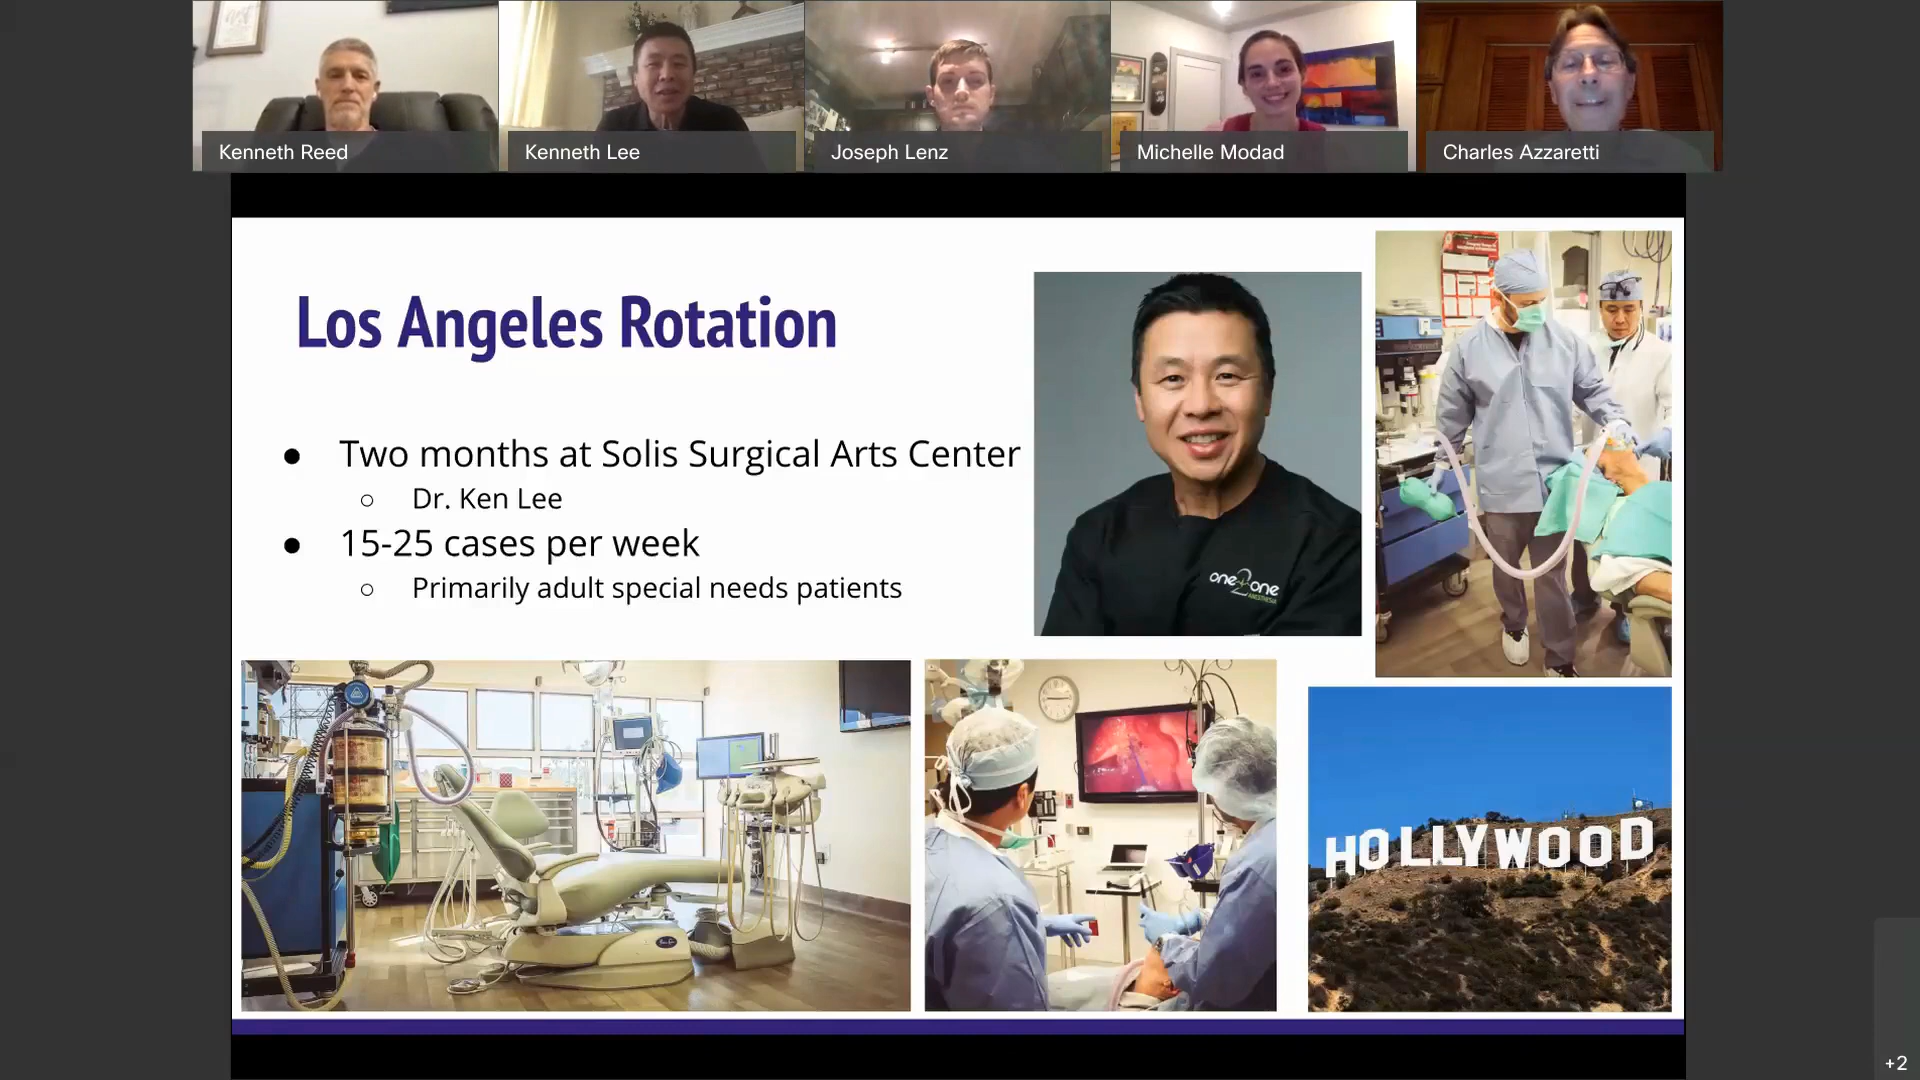 Kenneth Reed
Kenneth Lee
Joseph Lenz
Michelle Modad
Charles Azzaretti
Los Angeles Rotation
● Two months at Solis Surgical Arts Center
○ Dr. Ken Lee
● 15-25 cases per week
○ Primarily adult special needs patients
one2one
ANESTHESIA
HOLLYWOOD
+2